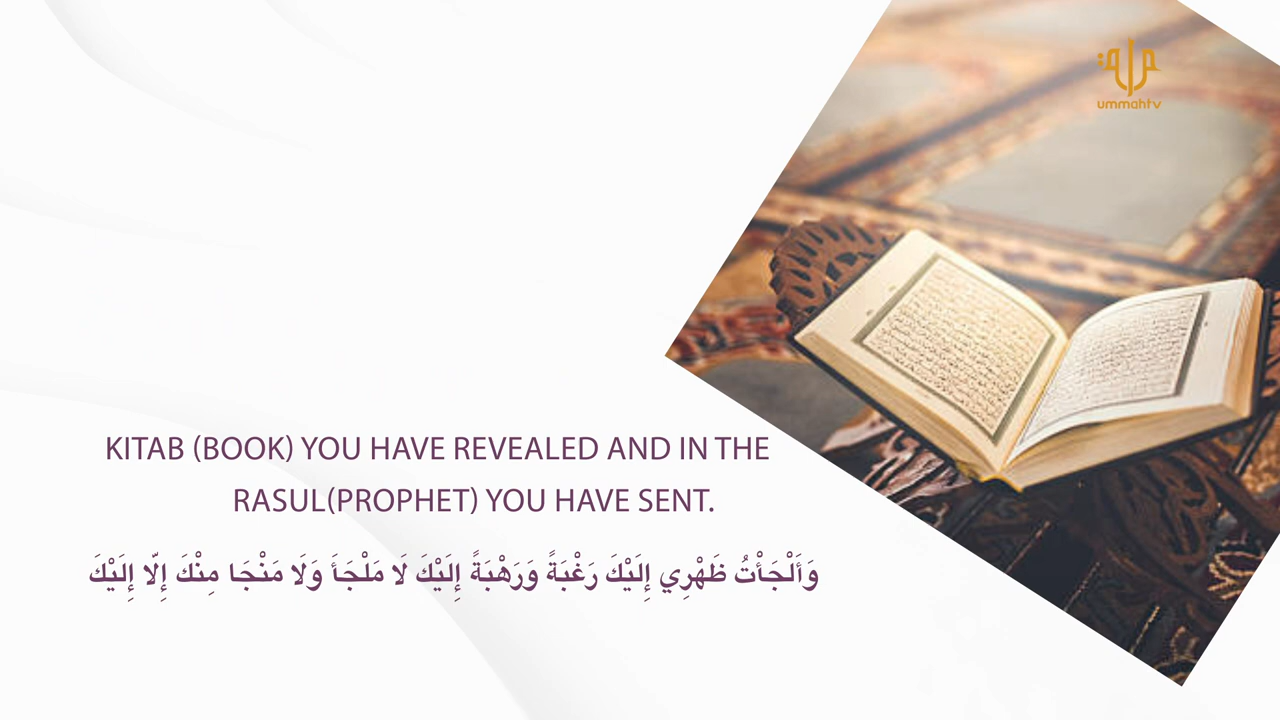 ummahtv
KITAB (BOOK) YOU HAVE REVEALED AND IN THE
RASUL(PROPHET) YOU HAVE SENT.
وَأَلْجَأْتُ ظَهْرِي إِلَيْكَ رَغْبَةً وَرَهْبَةً إِلَيْكَ لَا مَلْجَأَ وَلَا مَنْجَا مِنْكَ إِلّا إِلَيْكَ